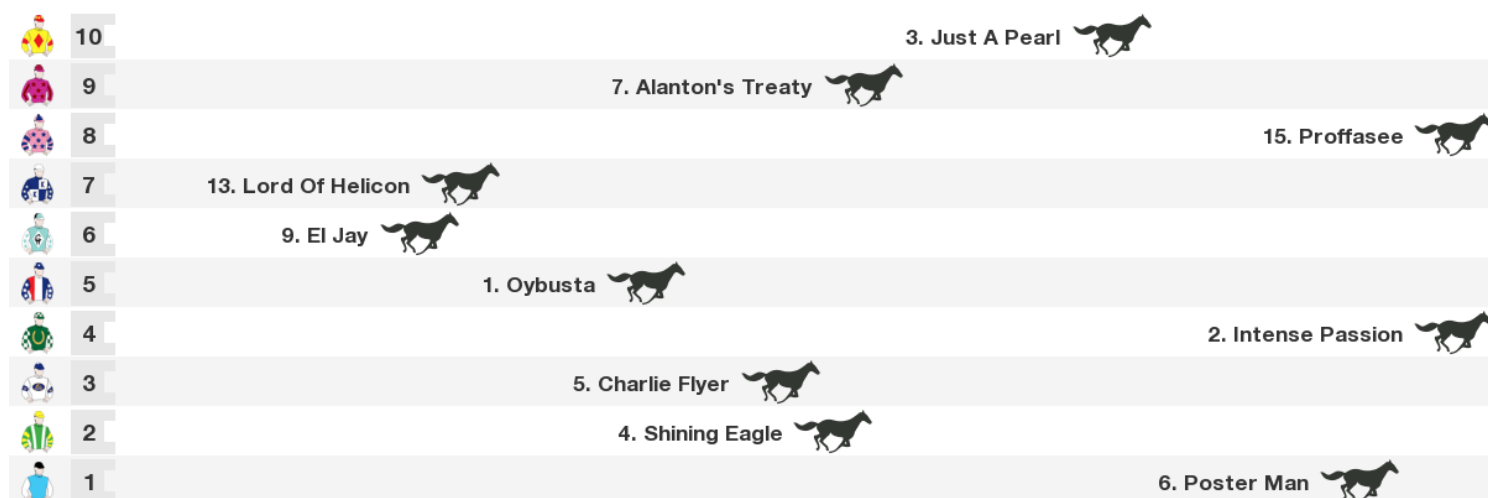 10 3. Just A Pearl
9 7. Alanton's Treaty
8 15. Proffasee
7 13. Lord Of Helicon
6 9. El Jay
5 1. Oybusta
4 2. Intense Passion
3 5. Charlie Flyer
2 4. Shining Eagle
1 6. Poster Man